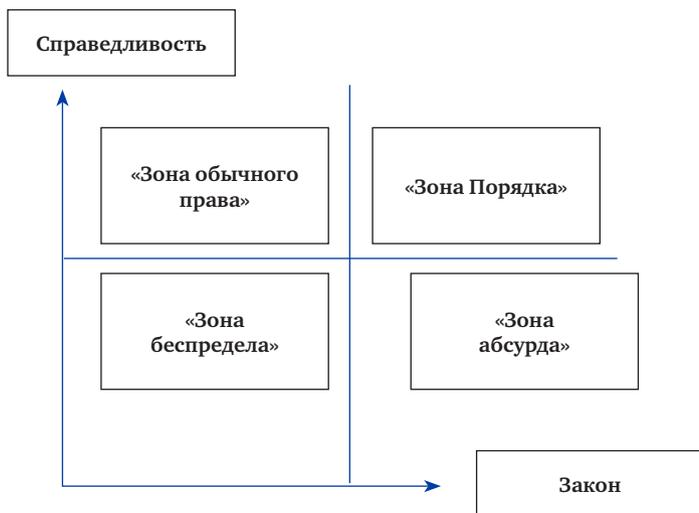 Справедливость
«Зона обычного
права»
«Зона Порядка»
«Зона
беспредела»
«Зона
абсурда»
Закон